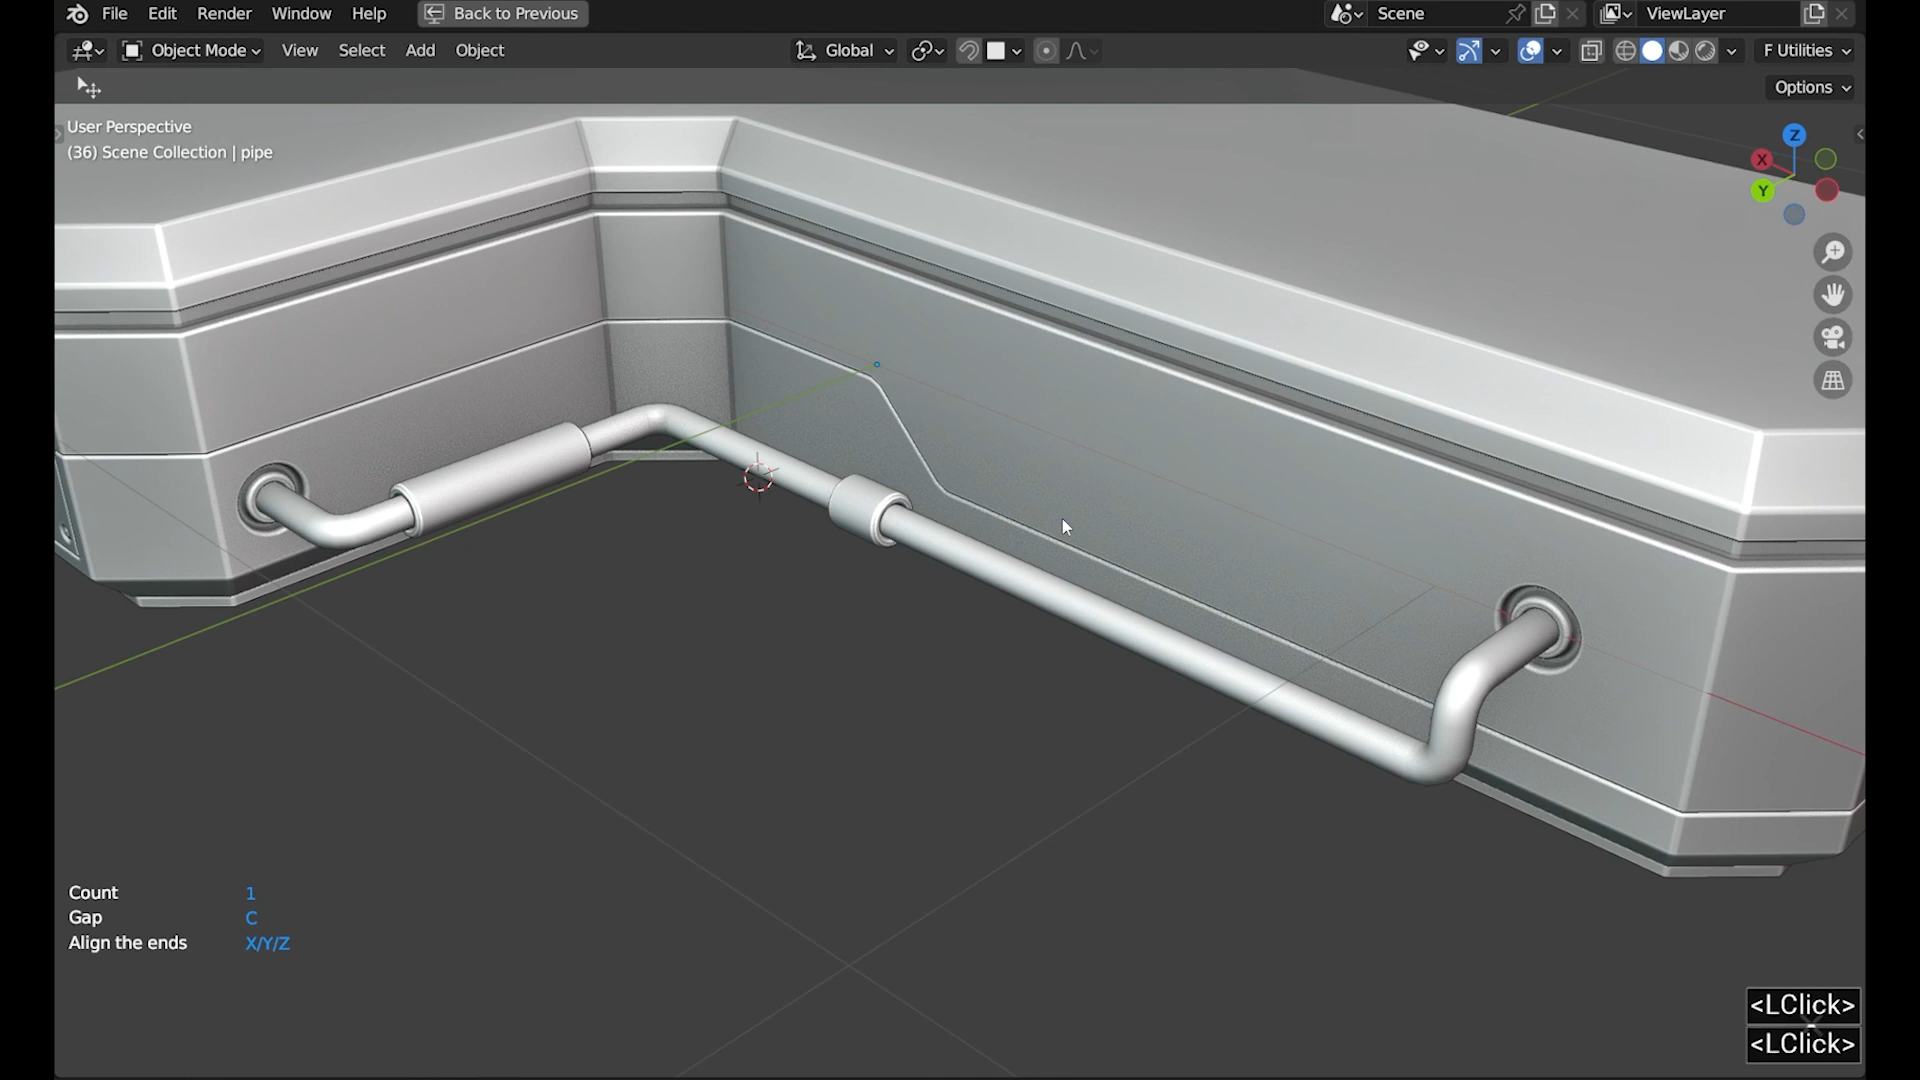 File Edit Render Window Help Back to Previous Scene ViewLayer
Object Mode View Select Add Object Global F Utilities
Options
User Perspective
(36) Scene Collection | pipe
Z
X
Y
Count 1
Gap C
Align the ends X/Y/Z
<LClick>
<LClick>